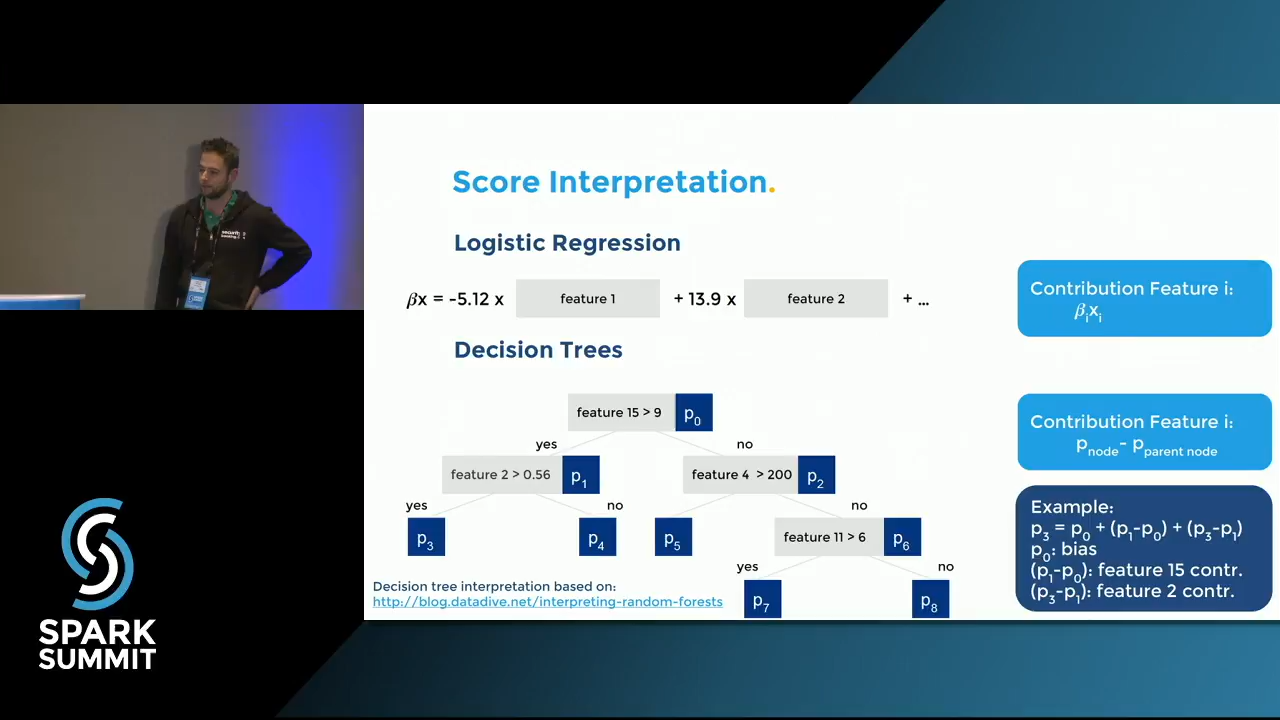 Score Interpretation.
Logistic Regression
βx = -5.12 x feature 1 + 13.9 x feature 2 + ...
Contribution Feature i:
βixi
Decision Trees
feature 15 > 9 p0
yes no
feature 2 > 0.56 p1 feature 4 > 200 p2
yes no no
p3 p4 p5 feature 11 > 6 p6
yes no
p7 p8
Contribution Feature i:
pnode- pparent node
Example:
p3 = p0 + (p1-p0) + (p3-p1)
p0: bias
(p1-p0): feature 15 contr.
(p3-p1): feature 2 contr.
Decision tree interpretation based on:
http://blog.datadive.net/interpreting-random-forests
SPARK
SUMMIT